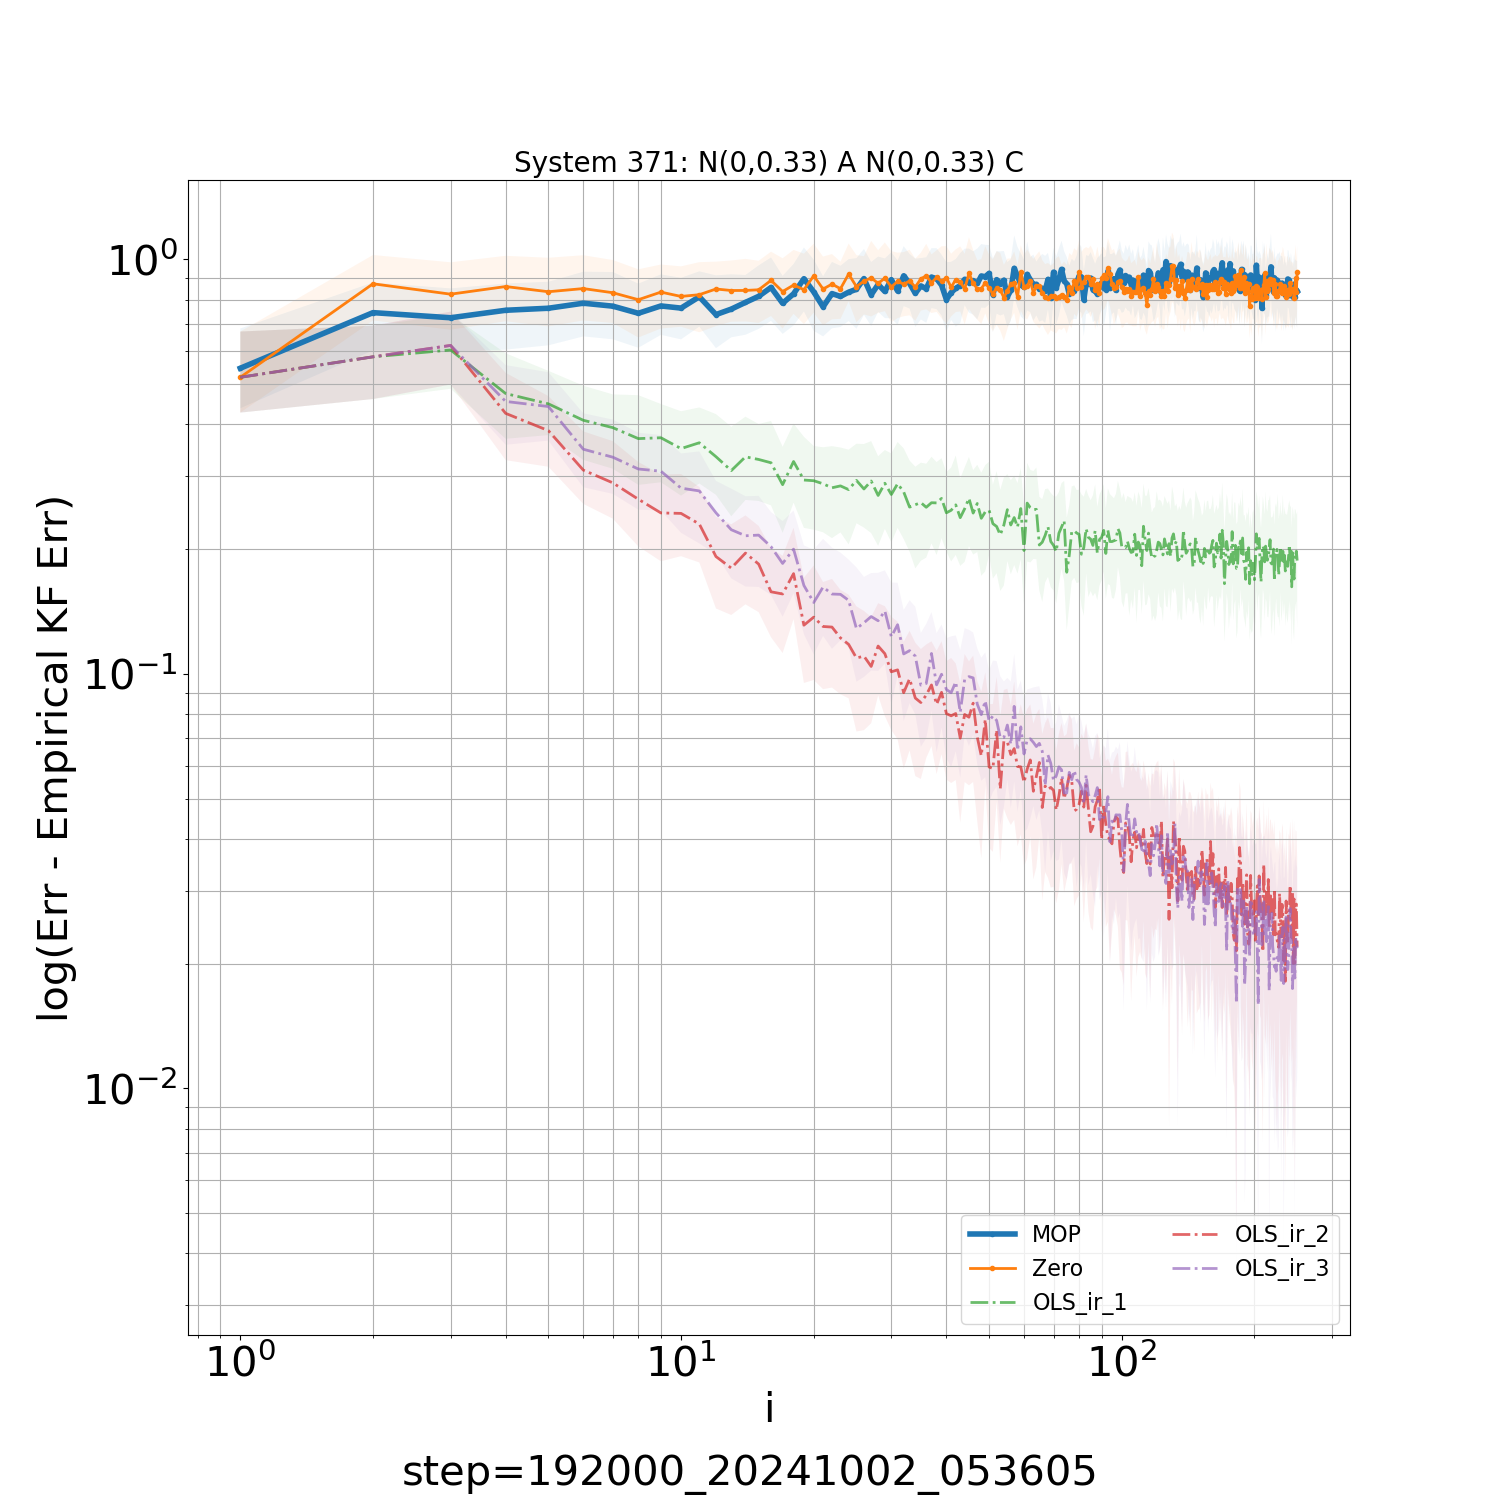 System 371: N(0,0.33) A N(0,0.33) C
log(Err - Empirical KF Err)
10⁰
10⁻¹
10⁻²
MOP
Zero
OLS_ir_1
OLS_ir_2
OLS_ir_3
10⁰ 10¹ 10²
i
step=192000_20241002_053605